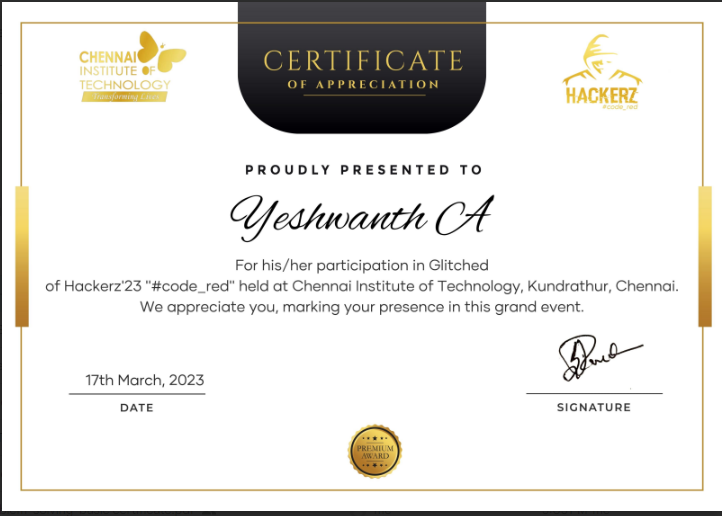 CHENNAI
INSTITUTE OF
TECHNOLOGY
Transforming Lives
CERTIFICATE
OF APPRECIATION
HACKERZ
#code_red
PROUDLY PRESENTED TO
Yeshwanth A
For his/her participation in Glitched
of Hackerz'23 "#code_red" held at Chennai Institute of Technology, Kundrathur, Chennai.
We appreciate you, marking your presence in this grand event.
17th March, 2023
DATE
SIGNATURE
PREMIUM
AWARD